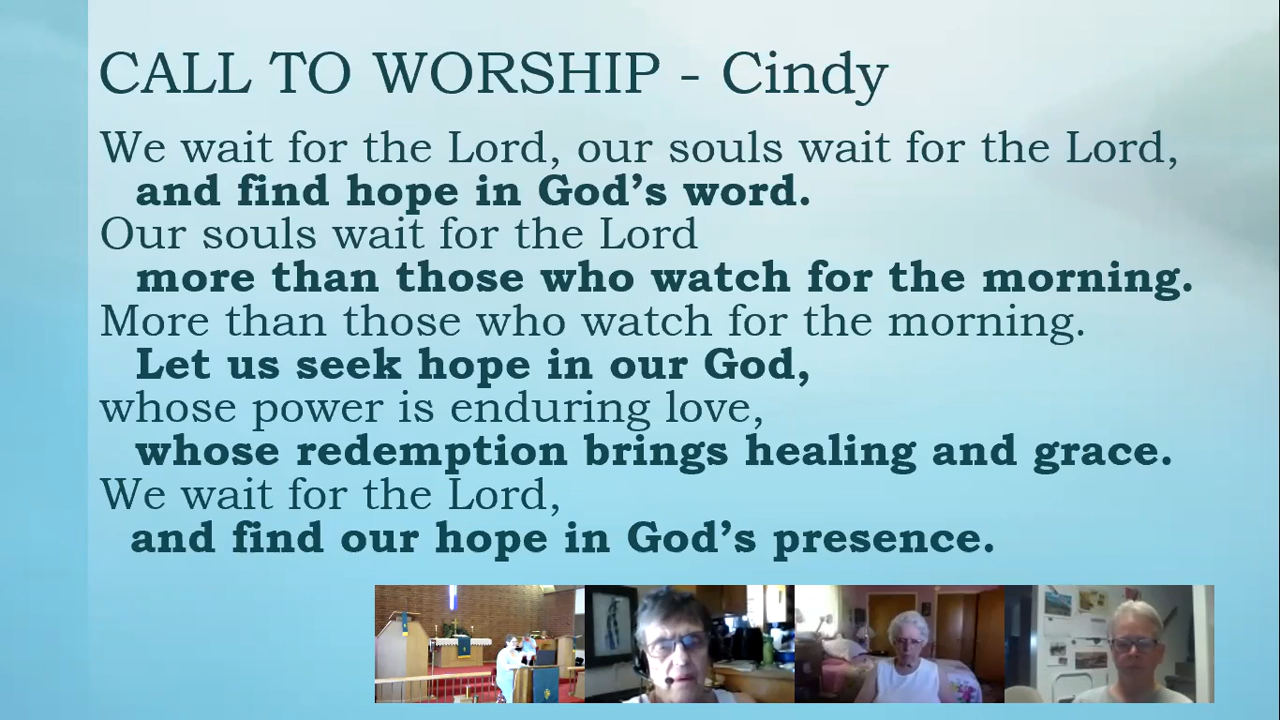 CALL TO WORSHIP - Cindy
We wait for the Lord, our souls wait for the Lord,
and find hope in God’s word.
Our souls wait for the Lord
more than those who watch for the morning.
More than those who watch for the morning.
Let us seek hope in our God,
whose power is enduring love,
whose redemption brings healing and grace.
We wait for the Lord,
and find our hope in God’s presence.